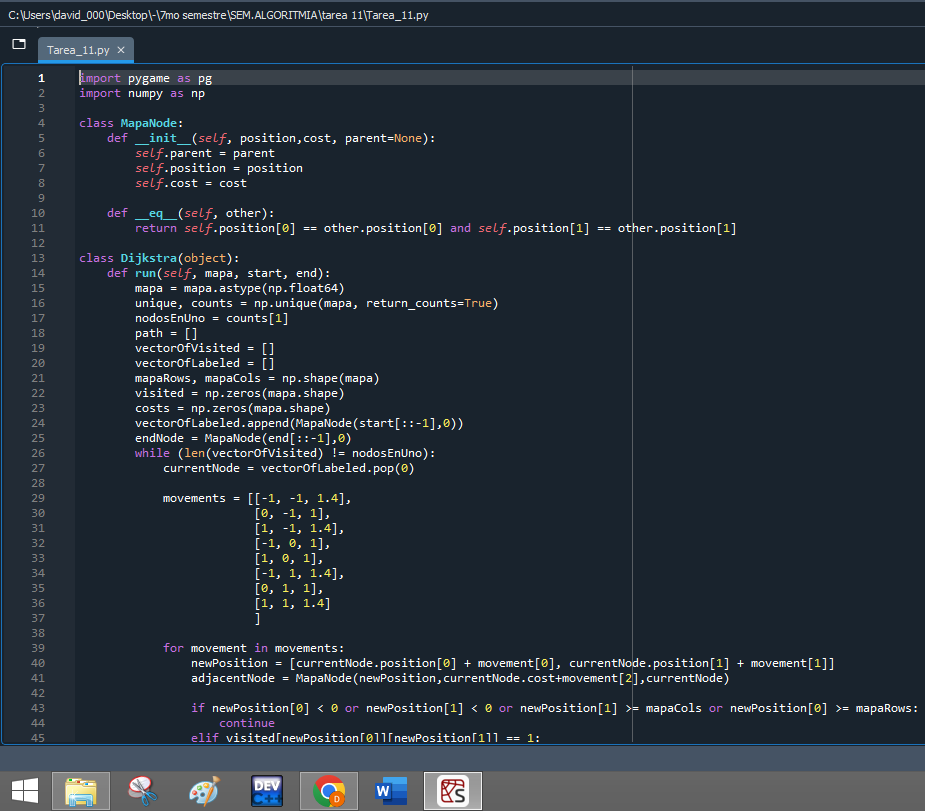 C:\Users\david_000\Desktop\-\7mo semestre\SEM.ALGORITMIA\tarea 11\Tarea_11.py
Tarea_11.py ×
1 import pygame as pg
2 import numpy as np
3
4 class MapaNode:
5     def __init__(self, position,cost, parent=None):
6         self.parent = parent
7         self.position = position
8         self.cost = cost
9
10     def __eq__(self, other):
11         return self.position[0] == other.position[0] and self.position[1] == other.position[1]
12
13 class Dijkstra(object):
14     def run(self, mapa, start, end):
15         mapa = mapa.astype(np.float64)
16         unique, counts = np.unique(mapa, return_counts=True)
17         nodosEnUno = counts[1]
18         path = []
19         vectorOfVisited = []
20         vectorOfLabeled = []
21         mapaRows, mapaCols = np.shape(mapa)
22         visited = np.zeros(mapa.shape)
23         costs = np.zeros(mapa.shape)
24         vectorOfLabeled.append(MapaNode(start[::-1],0))
25         endNode = MapaNode(end[::-1],0)
26         while (len(vectorOfVisited) != nodosEnUno):
27             currentNode = vectorOfLabeled.pop(0)
28
29             movements = [[-1, -1, 1.4],
30                          [0, -1, 1],
31                          [1, -1, 1.4],
32                          [-1, 0, 1],
33                          [1, 0, 1],
34                          [-1, 1, 1.4],
35                          [0, 1, 1],
36                          [1, 1, 1.4]
37                          ]
38
39             for movement in movements:
40                 newPosition = [currentNode.position[0] + movement[0], currentNode.position[1] + movement[1]]
41                 adjacentNode = MapaNode(newPosition,currentNode.cost+movement[2],currentNode)
42
43                 if newPosition[0] < 0 or newPosition[1] < 0 or newPosition[1] >= mapaCols or newPosition[0] >= mapaRows:
44                     continue
45                 elif visited[newPosition[0]][newPosition[1]] == 1:
DEV
C++
D
W